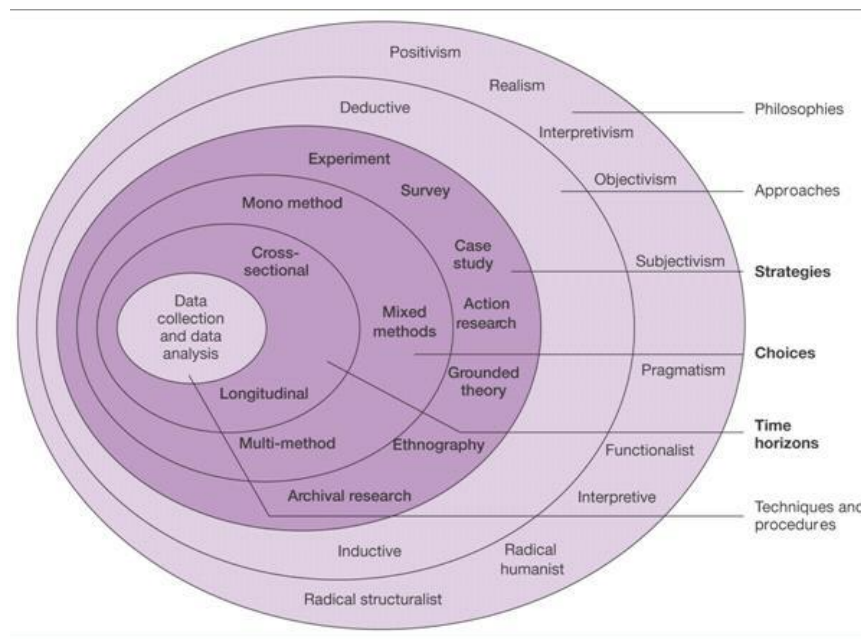 Positivism
Realism
Philosophies
Deductive
Interpretivism
Experiment
Objectivism
Approaches
Survey
Mono method
Cross-
sectional
Case
study
Subjectivism
Strategies
Data
collection
and data
analysis
Mixed
methods
Action
research
Choices
Grounded
theory
Pragmatism
Longitudinal
Time
horizons
Multi-method
Ethnography
Functionalist
Archival research
Interpretive
Techniques and
procedures
Inductive
Radical
humanist
Radical structuralist